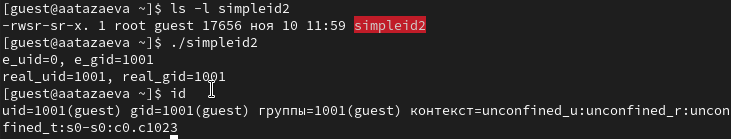 [guest@aatazaeva ~]$ ls -l simpleid2
-rwsr-sr-x. 1 root guest 17656 ноя 10 11:59 simpleid2
[guest@aatazaeva ~]$ ./simpleid2
e_uid=0, e_gid=1001
real_uid=1001, real_gid=1001
[guest@aatazaeva ~]$ id
uid=1001(guest) gid=1001(guest) группы=1001(guest) контекст=unconfined_u:unconfined_r:uncon
fined_t:s0-s0:c0.c1023